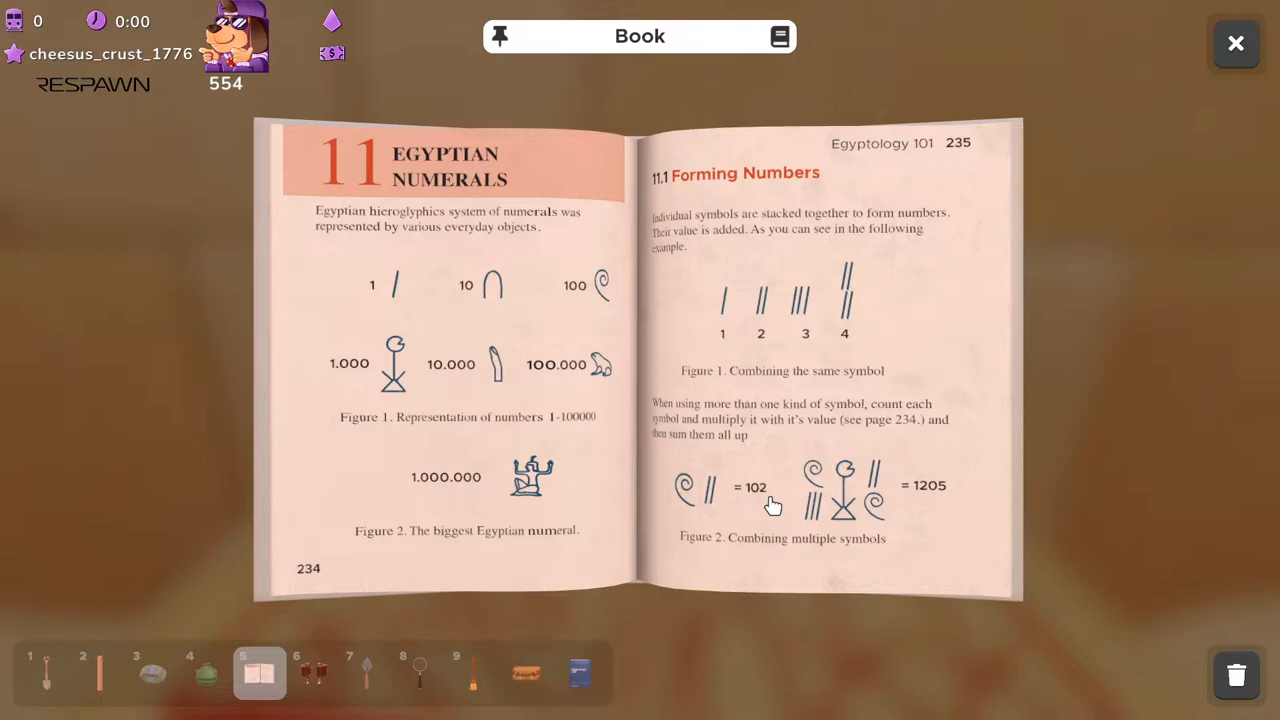 0
0:00
cheesus_crust_1776
RESPAWN
554
Book
11
EGYPTIAN
NUMERALS
Egyptian hieroglyphics system of numerals was
represented by various everyday objects.
1
10
100
1.000
10.000
100.000
Figure 1. Representation of numbers 1-100000
1.000.000
Figure 2. The biggest Egyptian numeral.
234
Egyptology 101 235
11.1 Forming Numbers
Individual symbols are stacked together to form numbers.
Their value is added. As you can see in the following
example.
1 2 3 4
Figure 1. Combining the same symbol
When using more than one kind of symbol, count each
symbol and multiply it with it's value (see page 234.) and
then sum them all up
= 102
= 1205
Figure 2. Combining multiple symbols
1 2 3 4 5 6 7 8 9